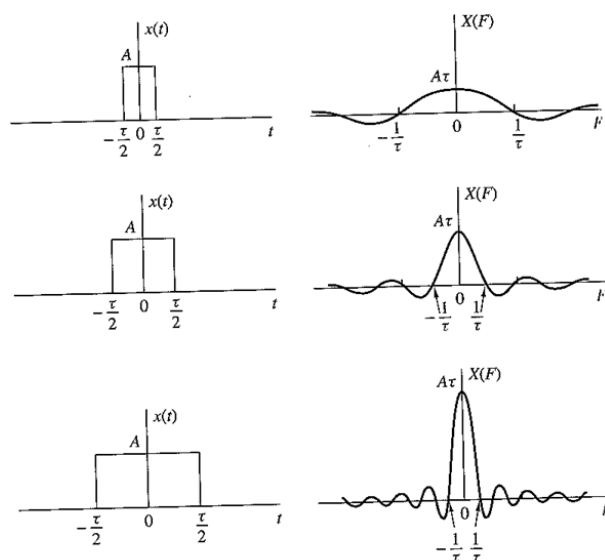 x(t)
A
-τ/2 0 τ/2 t
X(F)
Aτ
-1/τ 0 1/τ F
x(t)
A
-τ/2 0 τ/2 t
X(F)
Aτ
0 F
-1/τ 1/τ
x(t)
A
-τ/2 0 τ/2 t
X(F)
Aτ
0
-1/τ 1/τ